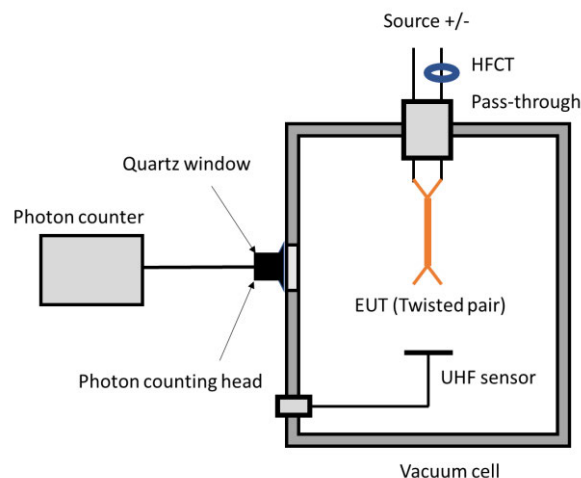 Source +/-
HFCT
Pass-through
Quartz window
Photon counter
EUT (Twisted pair)
Photon counting head
UHF sensor
Vacuum cell